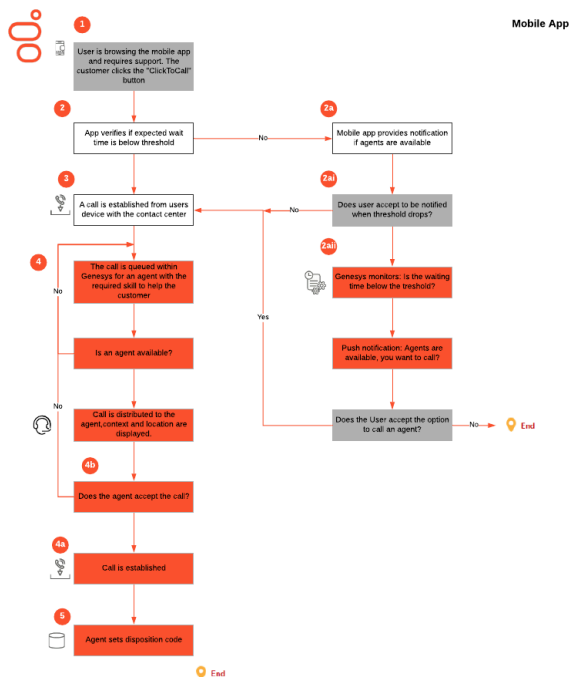 Mobile App
1
User is browsing the mobile app
and requires support. The
customer clicks the "ClickToCall"
button
2
App verifies if expected wait
time is below threshold
No
2a
Mobile app provides notification
if agents are available
3
A call is established from users
device with the contact center
2ai
Does user accept to be notified
when threshold drops?
No
4
The call is queued within
Genesys for an agent with the
required skill to help the
customer
No
2aii
Genesys monitors: Is the waiting
time below the treshold?
Yes
Is an agent available?
Push notification: Agents are
available, you want to call?
No
Call is distributed to the
agent,context and location are
displayed.
Does the User accept the option
to call an agent?
No
End
4b
Does the agent accept the call?
4a
Call is established
5
Agent sets disposition code
End